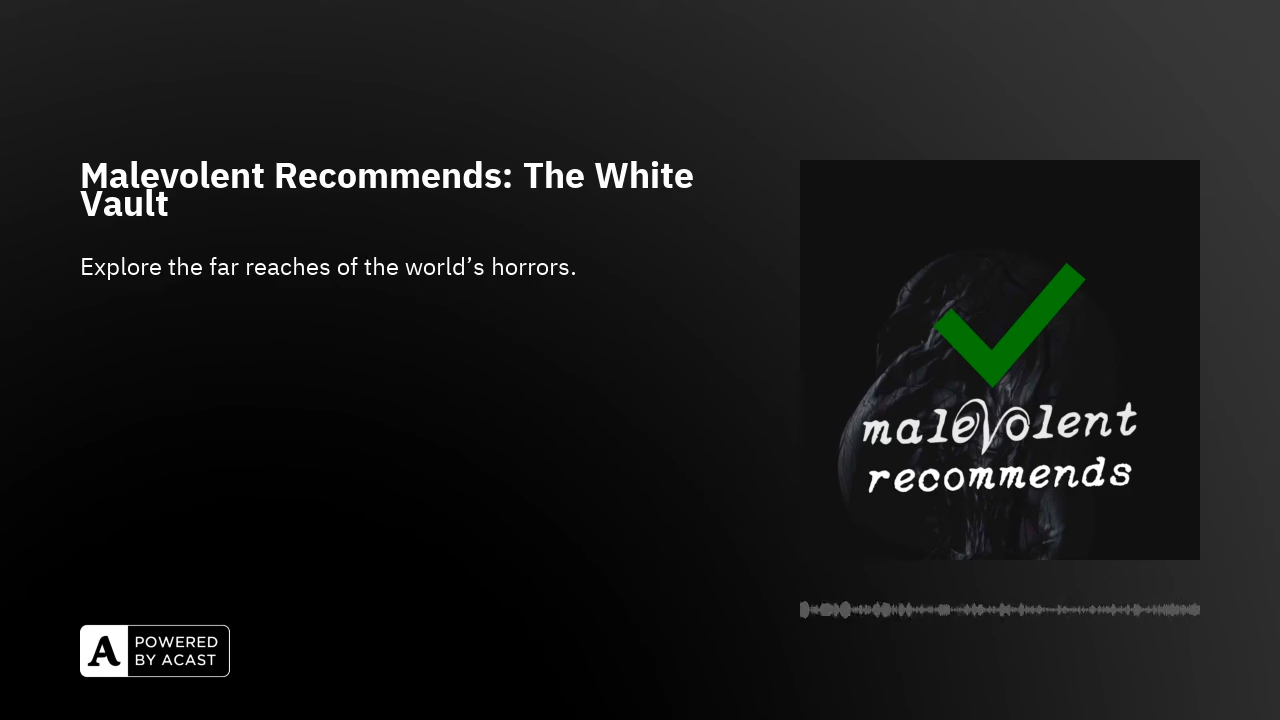 Malevolent Recommends: The White
Vault
Explore the far reaches of the world’s horrors.
malevolent
recommends
A POWERED
BY ACAST